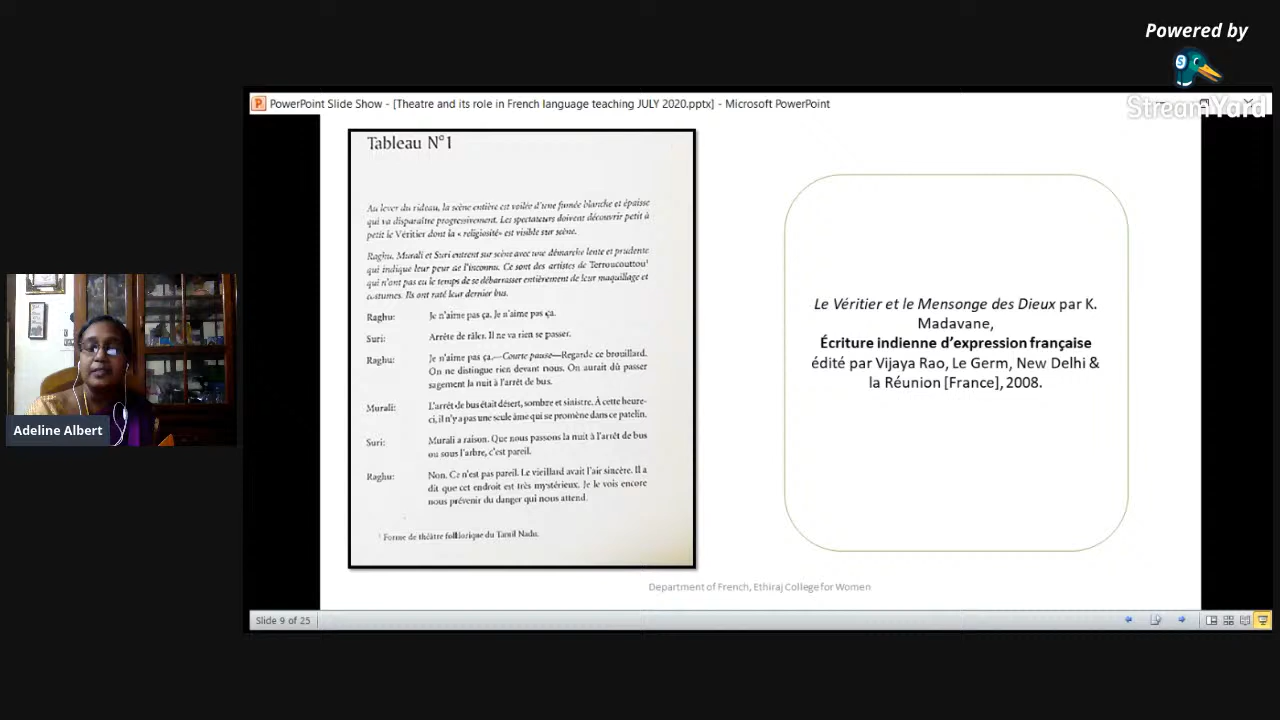 Powered by
StreamYard
PowerPoint Slide Show - [Theatre and its role in French language teaching JULY 2020.pptx] - Microsoft PowerPoint
Tableau N°1
Au lever du rideau, la scène entière est voilée d'une fumée blanche et épaisse
qui va disparaître progressivement. Les spectateurs doivent découvrir petit à
petit le Véritier dont la « religiosité» est visible sur scène.
Raghu, Murali et Suri entrent sur scène avec une démarche lente et prudente
qui indique leur peur de l'inconnu. Ce sont des artistes de Terroucouttou¹
qui n'ont pas eu le temps de se débarrasser entièrement de leur maquillage et
costumes. Ils ont raté leur dernier bus.
Raghu: Je n'aime pas ça. Je n'aime pas ça.
Suri: Arrête de râler. Il ne va rien se passer.
Raghu: Je n'aime pas ça.—Courte pause—Regarde ce brouillard.
On ne distingue rien devant nous. On aurait dû passer
sagement la nuit à l'arrêt de bus.
Murali: L'arrêt de bus était désert, sombre et sinistre. À cette heure-
ci, il n'y a pas une seule âme qui se promène dans ce patelin.
Suri: Murali a raison. Que nous passons la nuit à l'arrêt de bus
ou sous l'arbre, c'est pareil.
Raghu: Non. Ce n'est pas pareil. Le vieillard avait l'air sincère. Il a
dit que cet endroit est très mystérieux. Je le vois encore
nous prévenir du danger qui nous attend.
¹ Forme de théâtre folklorique du Tamil Nadu.
Le Véritier et le Mensonge des Dieux par K.
Madavane,
Écriture indienne d'expression française
édité par Vijaya Rao, Le Germ, New Delhi &
la Réunion [France], 2008.
Adeline Albert
Department of French, Ethiraj College for Women
Slide 9 of 25